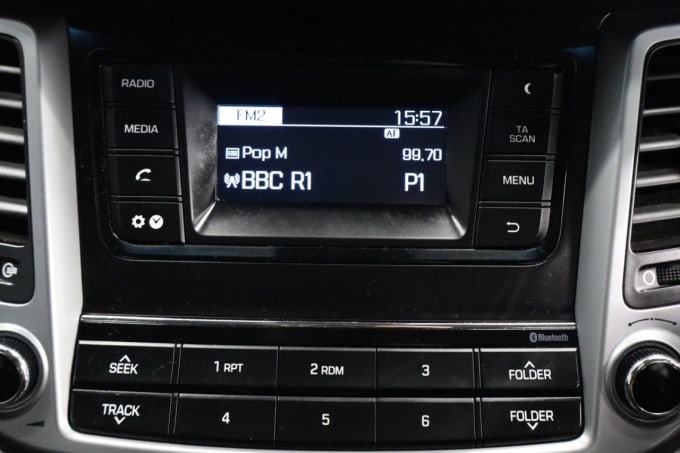 RADIO
MEDIA
FM2 15:57
AF
Pop M 99.70
BBC R1 P1
TA
SCAN
MENU
Bluetooth
SEEK 1 RPT 2 RDM 3 FOLDER
TRACK 4 5 6 FOLDER